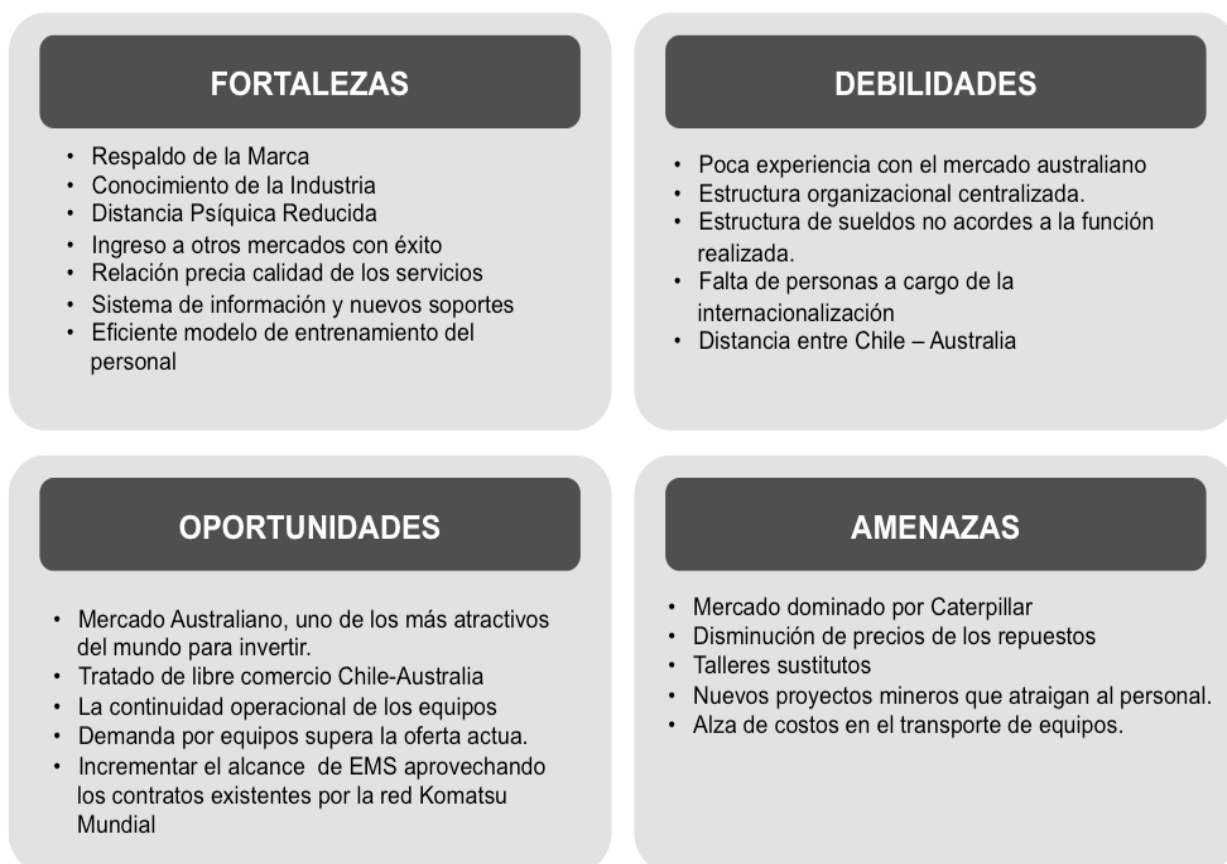 FORTALEZAS
• Respaldo de la Marca
• Conocimiento de la Industria
• Distancia Psíquica Reducida
• Ingreso a otros mercados con éxito
• Relación precia calidad de los servicios
• Sistema de información y nuevos soportes
• Eficiente modelo de entrenamiento del
personal
DEBILIDADES
• Poca experiencia con el mercado australiano
• Estructura organizacional centralizada.
• Estructura de sueldos no acordes a la función
realizada.
• Falta de personas a cargo de la
internacionalización
• Distancia entre Chile – Australia
OPORTUNIDADES
• Mercado Australiano, uno de los más atractivos
del mundo para invertir.
• Tratado de libre comercio Chile-Australia
• La continuidad operacional de los equipos
• Demanda por equipos supera la oferta actua.
• Incrementar el alcance de EMS aprovechando
los contratos existentes por la red Komatsu
Mundial
AMENAZAS
• Mercado dominado por Caterpillar
• Disminución de precios de los repuestos
• Talleres sustitutos
• Nuevos proyectos mineros que atraigan al personal.
• Alza de costos en el transporte de equipos.